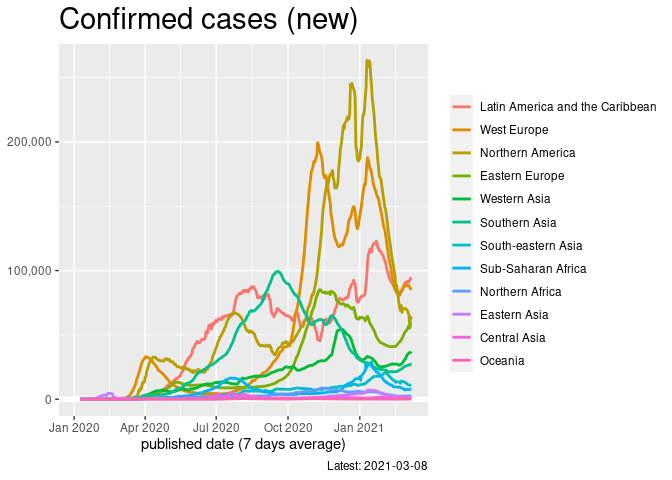 Confirmed cases (new)
200,000
100,000
0
Jan 2020
Apr 2020
Jul 2020
Oct 2020
Jan 2021
published date (7 days average)
Latest: 2021-03-08
Latin America and the Caribbean
West Europe
Northern America
Eastern Europe
Western Asia
Southern Asia
South-eastern Asia
Sub-Saharan Africa
Northern Africa
Eastern Asia
Central Asia
Oceania